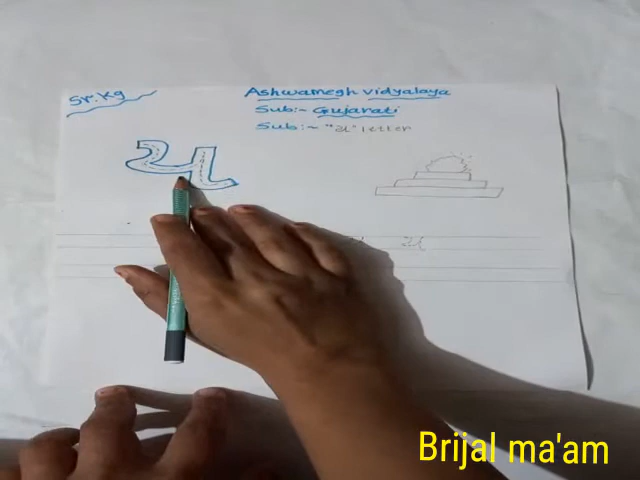 Sr.Kg
Ashwamegh Vidyalaya
Sub:~ Gujarati
Sub:~ "ય" letter
ય
ય
Brijal ma'am